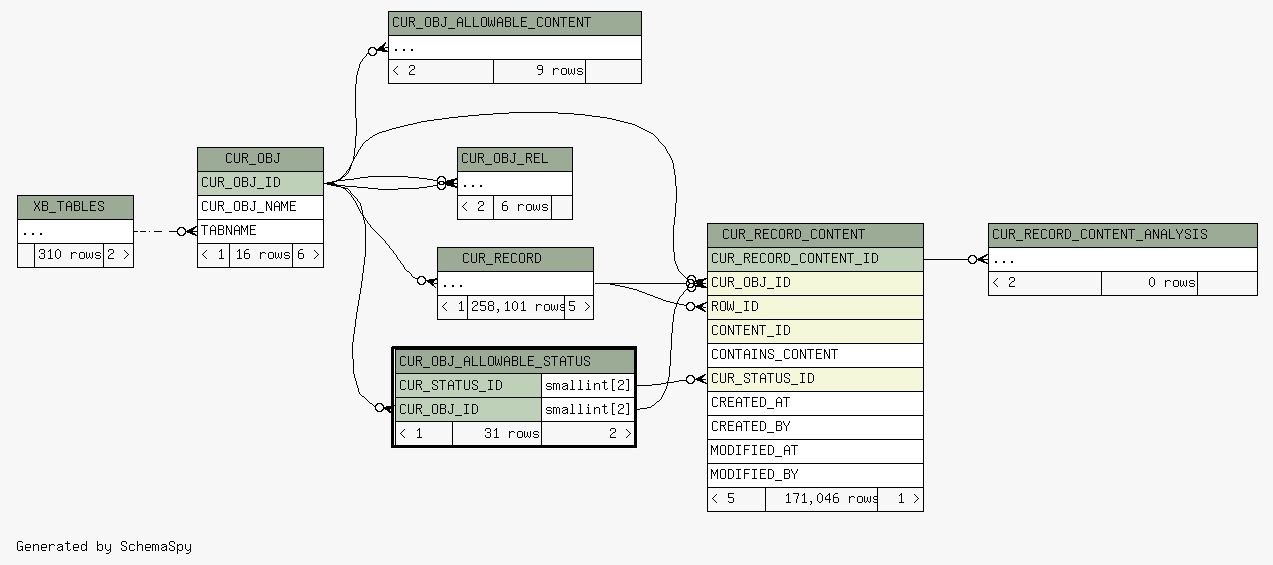 CUR_OBJ_ALLOWABLE_CONTENT
...
< 2 9 rows
CUR_OBJ
CUR_OBJ_ID
CUR_OBJ_NAME
TABNAME
< 1 16 rows 6 >
CUR_OBJ_REL
...
< 2 6 rows
XB_TABLES
...
310 rows 2 >
CUR_RECORD
...
< 1 258,101 rows 5 >
CUR_RECORD_CONTENT
CUR_RECORD_CONTENT_ID
CUR_OBJ_ID
ROW_ID
CONTENT_ID
CONTAINS_CONTENT
CUR_STATUS_ID
CREATED_AT
CREATED_BY
MODIFIED_AT
MODIFIED_BY
< 5 171,046 rows 1 >
CUR_RECORD_CONTENT_ANALYSIS
...
< 2 0 rows
CUR_OBJ_ALLOWABLE_STATUS
CUR_STATUS_ID smallint[2]
CUR_OBJ_ID smallint[2]
< 1 31 rows 2 >
Generated by SchemaSpy